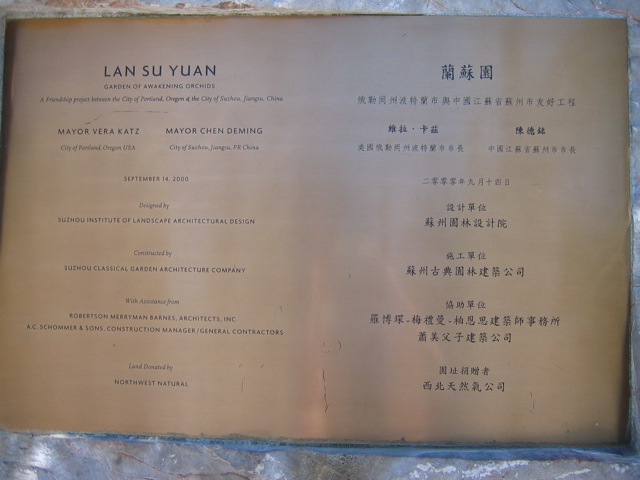 LAN SU YUAN
GARDEN OF AWAKENING ORCHIDS
A Friendship project between the City of Portland, Oregon & the City of Suzhou, Jiangsu, China
MAYOR VERA KATZ MAYOR CHEN DEMING
City of Portland, Oregon USA City of Suzhou, Jiangsu, PR China
SEPTEMBER 14, 2000
Designed by
SUZHOU INSTITUTE OF LANDSCAPE ARCHITECTURAL DESIGN
Constructed by
SUZHOU CLASSICAL GARDEN ARCHITECTURE COMPANY
With Assistance from
ROBERTSON MERRYMAN BARNES, ARCHITECTS, INC.
A.C. SCHOMMER & SONS, CONSTRUCTION MANAGER/GENERAL CONTRACTORS
Land Donated by
NORTHWEST NATURAL
蘭蘇園
俄勒岡州波特蘭市與中國江蘇省蘇州市友好工程
維拉·卡茲 陳德銘
美國俄勒岡州波特蘭市市長 中國江蘇省蘇州市市長
二零零零年九月十四日
設計單位
蘇州園林設計院
施工單位
蘇州古典園林建築公司
協助單位
羅博琛-梅禮曼-柏恩思建築師事務所
蕭美父子建築公司
園址捐贈者
西北天然氣公司